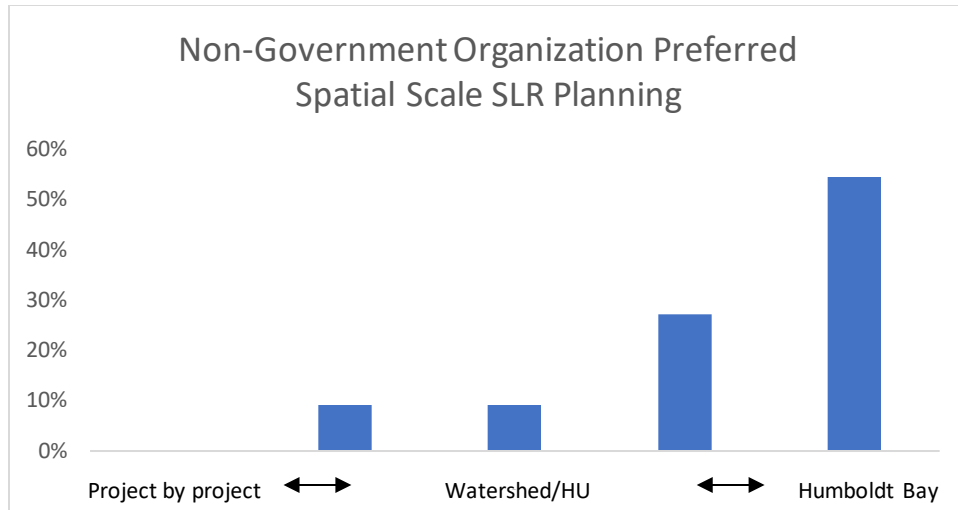 Non-Government Organization Preferred
Spatial Scale SLR Planning
60%
50%
40%
30%
20%
10%
0%
Project by project Watershed/HU Humboldt Bay